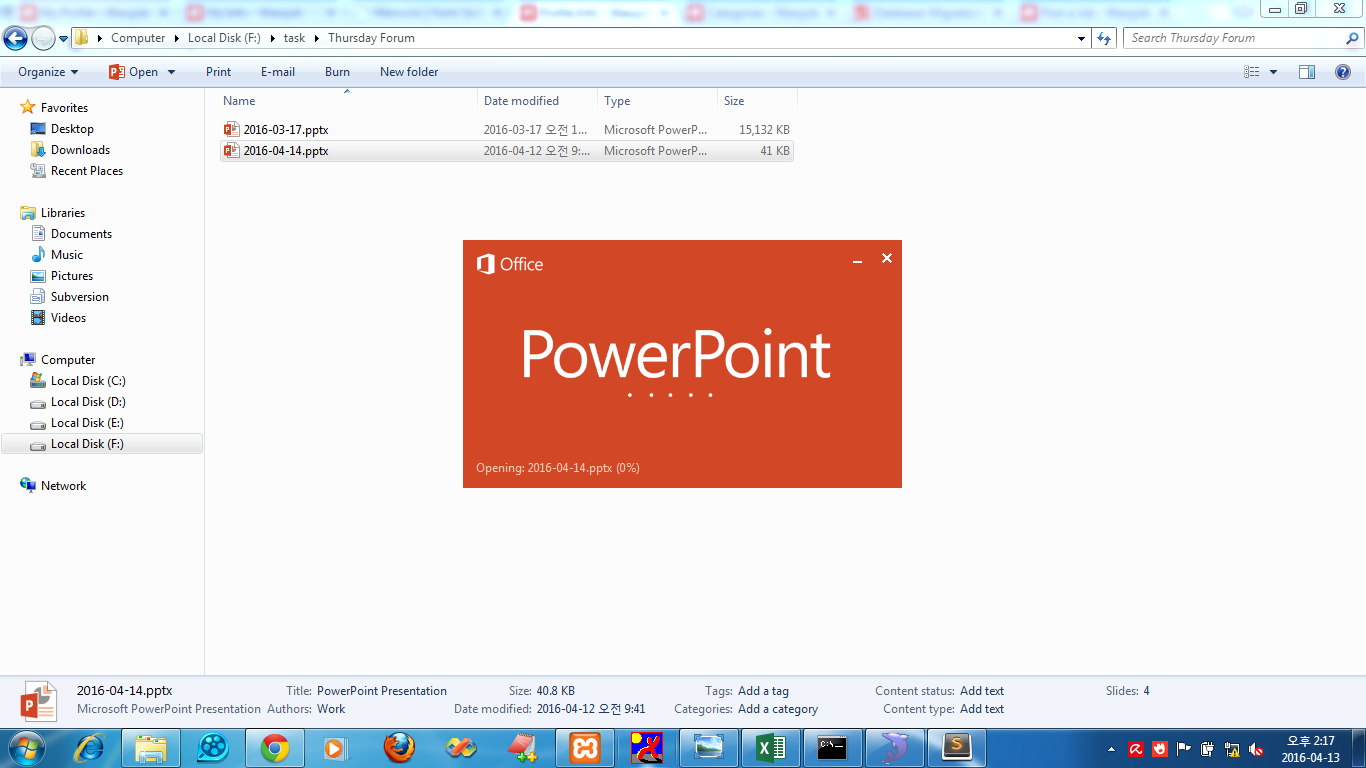 Computer Local Disk (F:) task Thursday Forum
Search Thursday Forum
Organize Open Print E-mail Burn New folder
Name Date modified Type Size
2016-03-17.pptx 2016-03-17 오전 1... Microsoft PowerP... 15,132 KB
2016-04-14.pptx 2016-04-12 오전 9:... Microsoft PowerP... 41 KB
Favorites
Desktop
Downloads
Recent Places
Libraries
Documents
Music
Pictures
Subversion
Videos
Computer
Local Disk (C:)
Local Disk (D:)
Local Disk (E:)
Local Disk (F:)
Network
Office
PowerPoint
Opening: 2016-04-14.pptx (0%)
2016-04-14.pptx Title: PowerPoint Presentation Size: 40.8 KB Tags: Add a tag Content status: Add text Slides: 4
Microsoft PowerPoint Presentation Authors: Work Date modified: 2016-04-12 오전 9:41 Categories: Add a category Content type: Add text
오후 2:17
2016-04-13